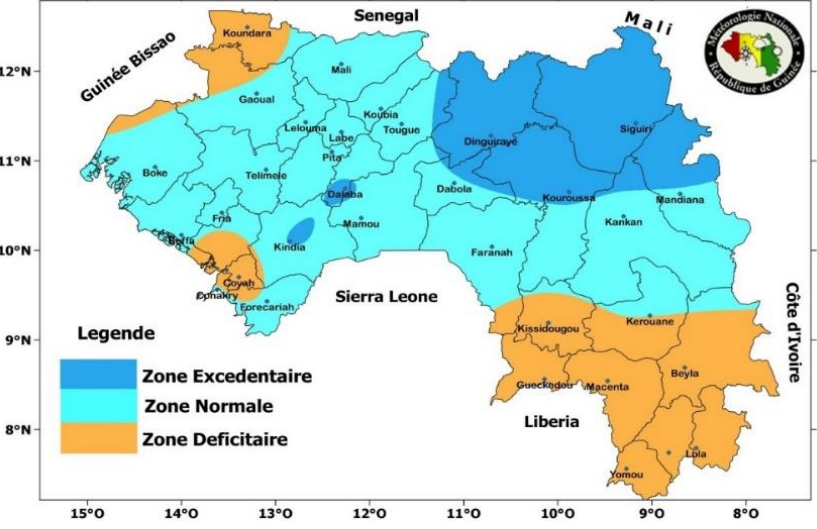 Senegal
Mali
Guinée Bissao
Météorologie Nationale
République de Guinée
Koundara
12°
Mali
Gaoual
Koubia
Lelouma
Tougue
Labe
Siguiri
Dinguiraye
Pita
11°
Boke
Telimele
Dabola
Dalaba
Kouroussa
Mandiana
Fria
Mamou
Kankan
Boffa
Kindia
10°
Faranah
Coyah
Conakry
Forecariah
Sierra Leone
Côte d'Ivoire
Kissidougou
Kerouane
Legende
9°
Zone Excedentaire
Beyla
Gueckedou
Macenta
Zone Normale
Liberia
8°
Zone Deficitaire
Lola
Yomou
15°O 14°O 13°O 12°O 11°O 10°O 9°O 8°O